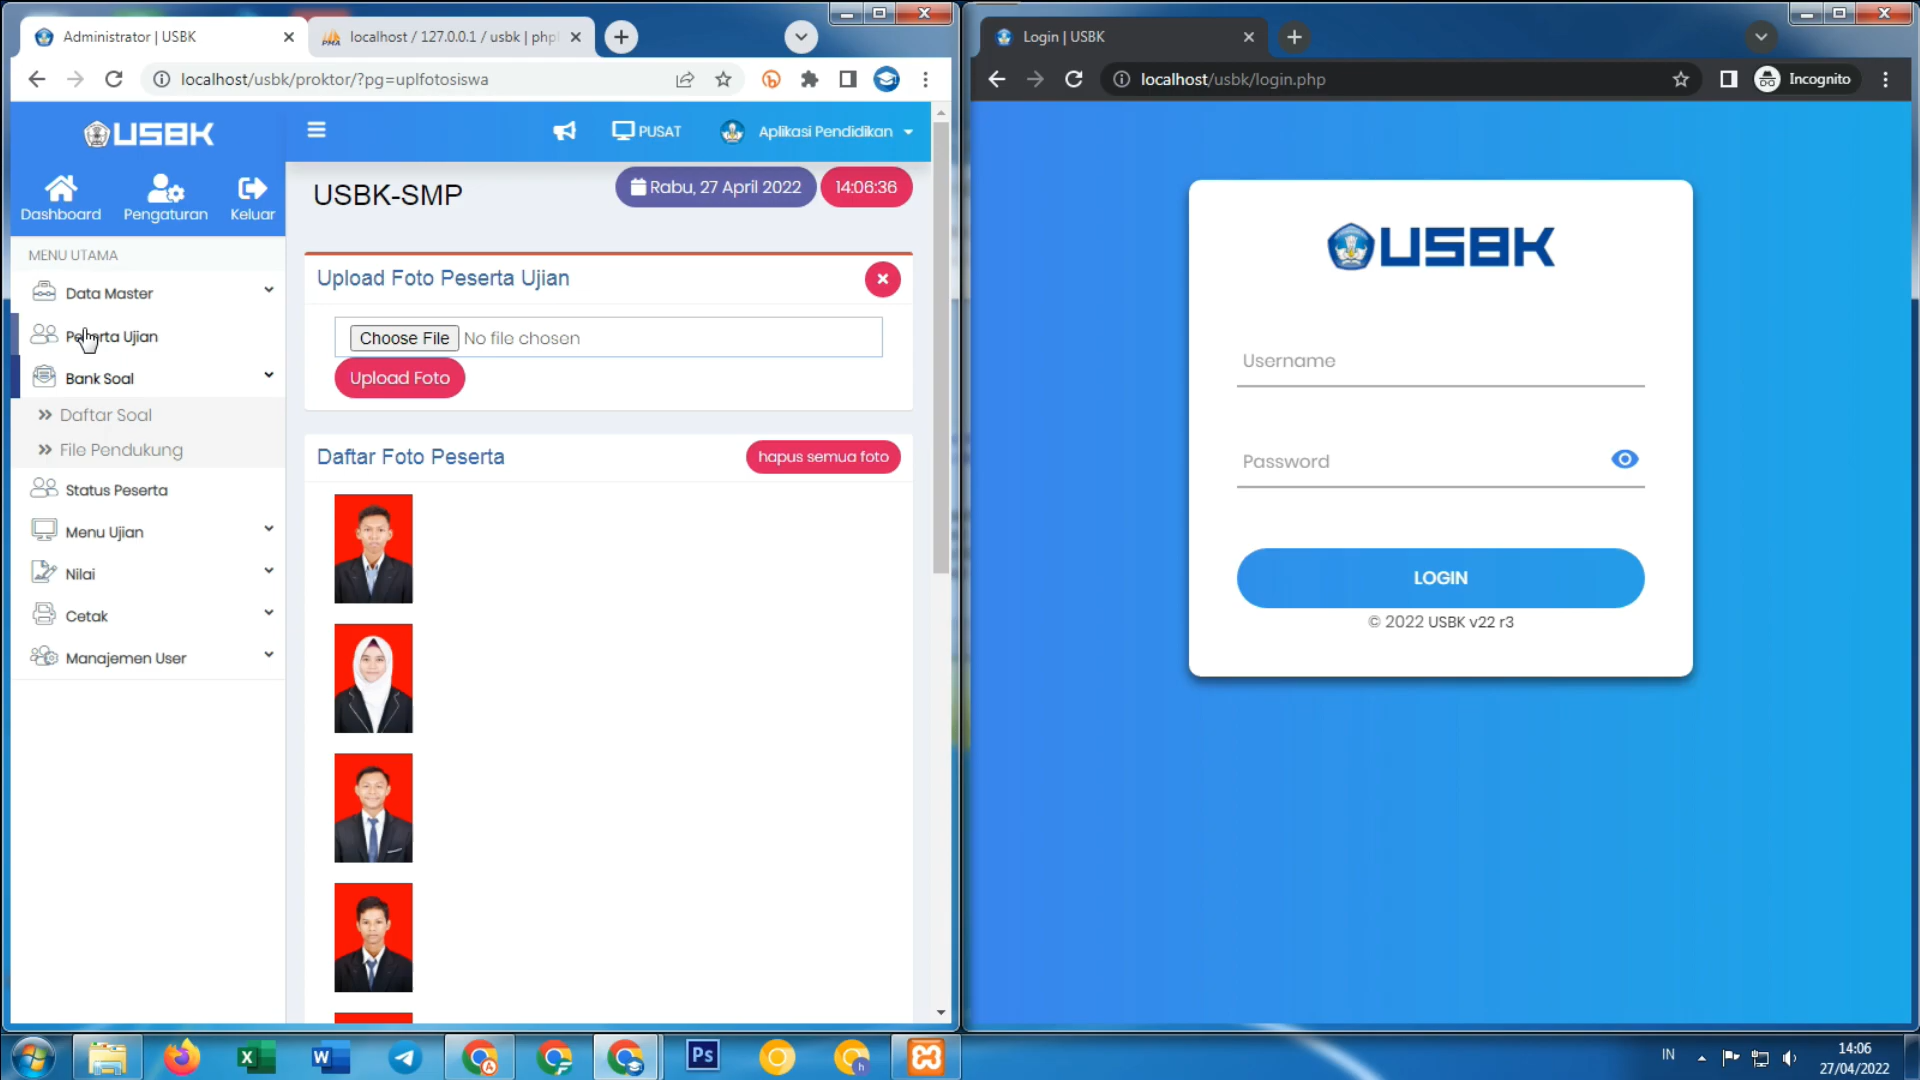 Administrator | USBK
localhost / 127.0.0.1 / usbk | php
localhost/usbk/proktor/?pg=uplfotosiswa
USBK
PUSAT
Aplikasi Pendidikan
Dashboard
Pengaturan
Keluar
USBK-SMP
Rabu, 27 April 2022
14:06:36
MENU UTAMA
Data Master
Peserta Ujian
Bank Soal
Daftar Soal
File Pendukung
Status Peserta
Menu Ujian
Nilai
Cetak
Manajemen User
Upload Foto Peserta Ujian
Choose File No file chosen
Upload Foto
Daftar Foto Peserta
hapus semua foto
Login | USBK
localhost/usbk/login.php
Incognito
USBK
Username
Password
LOGIN
© 2022 USBK v22 r3
IN
14:06
27/04/2022